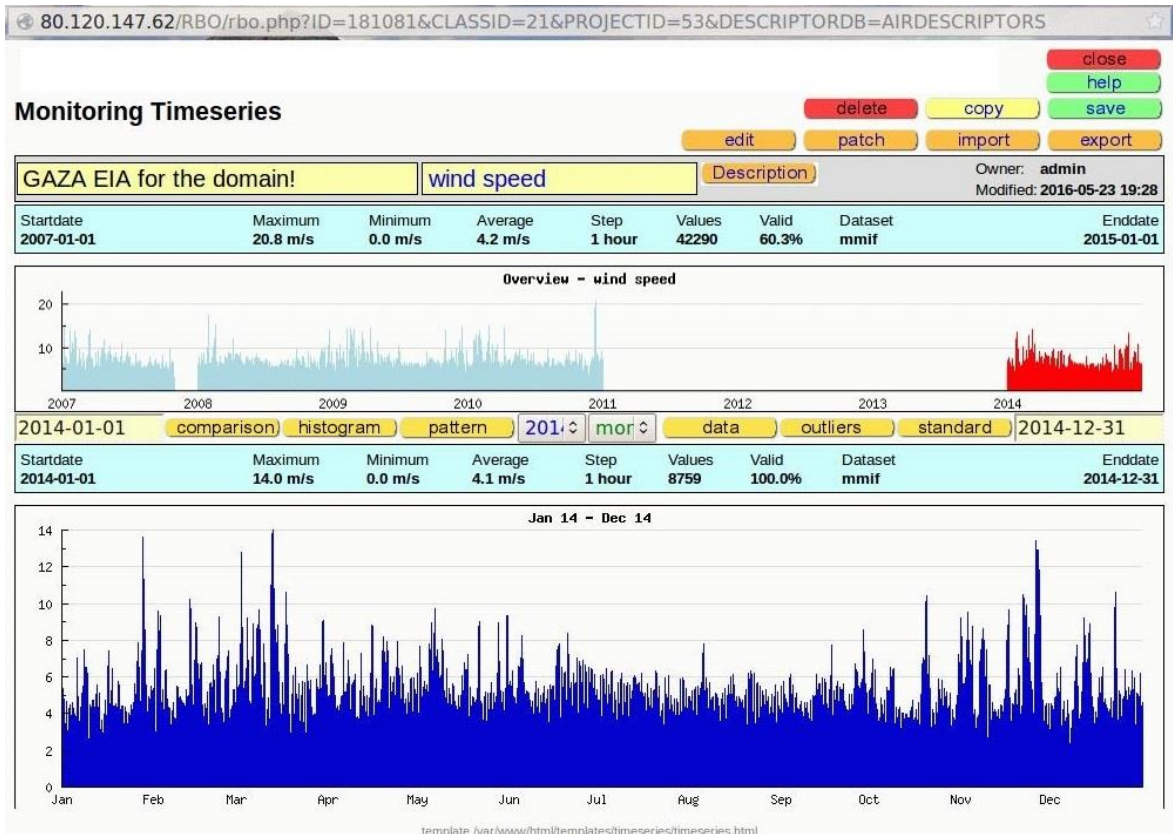 80.120.147.62/RBO/rbo.php?ID=181081&CLASSID=21&PROJECTID=53&DESCRIPTORDB=AIRDESCRIPTORS
close
help
Monitoring Timeseries
delete copy save
edit patch import export
GAZA EIA for the domain! wind speed Description Owner: admin
Modified: 2016-05-23 19:28
Startdate Maximum Minimum Average Step Values Valid Dataset Enddate
2007-01-01 20.8 m/s 0.0 m/s 4.2 m/s 1 hour 42290 60.3% mmif 2015-01-01
Overview - wind speed
20
10
2007 2008 2009 2010 2011 2012 2013 2014
2014-01-01 comparison histogram pattern 201 mor data outliers standard 2014-12-31
Startdate Maximum Minimum Average Step Values Valid Dataset Enddate
2014-01-01 14.0 m/s 0.0 m/s 4.1 m/s 1 hour 8759 100.0% mmif 2014-12-31
Jan 14 - Dec 14
14
12
10
8
6
4
2
0
Jan Feb Mar Apr May Jun Jul Aug Sep Oct Nov Dec
template /var/www/html/templates/timeseries/timeseries.html